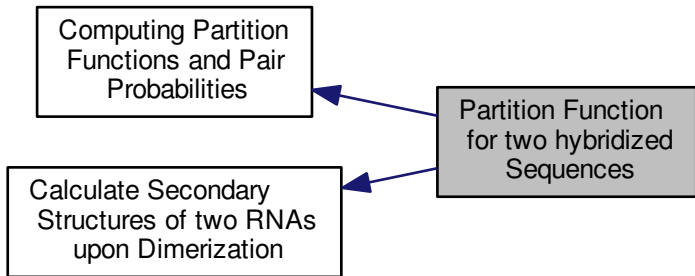 Computing Partition
Functions and Pair
Probabilities
Partition Function
for two hybridized
Sequences
Calculate Secondary
Structures of two RNAs
upon Dimerization